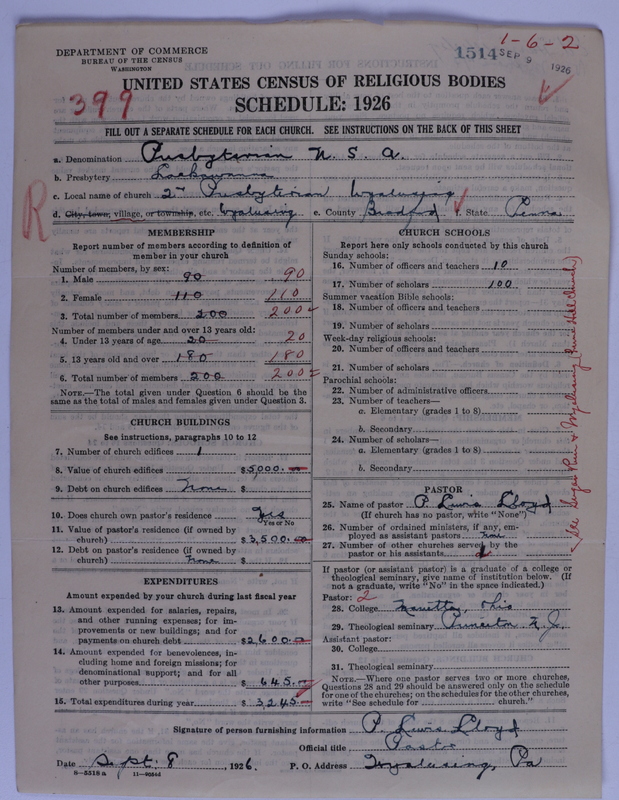 1-6-2
DEPARTMENT OF COMMERCE
BUREAU OF THE CENSUS
WASHINGTON
1514 SEP 9 1926
UNITED STATES CENSUS OF RELIGIOUS BODIES
399
SCHEDULE: 1926
FILL OUT A SEPARATE SCHEDULE FOR EACH CHURCH. SEE INSTRUCTIONS ON THE BACK OF THIS SHEET
a. Denomination Presbyterian U. S. A.
b. Presbytery Lackawanna
c. Local name of church 2nd Presbyterian Wyalusing
R
d. City, town, village, or township, etc. Wyalusing e. County Bradford f. State Penna
MEMBERSHIP
Report number of members according to definition of member in your church
Number of members, by sex:
1. Male 90 90
2. Female 110 110
3. Total number of members 200 200
Number of members under and over 13 years old:
4. Under 13 years of age 20 20
5. 13 years old and over 180 180
6. Total number of members 200 200
NOTE.—The total given under Question 6 should be the same as the total of males and females given under Question 3.
CHURCH BUILDINGS
See instructions, paragraphs 10 to 12
7. Number of church edifices 1
8. Value of church edifices $5,000.—
9. Debt on church edifices None $
10. Does church own pastor's residence Yes
Yes or No
11. Value of pastor's residence (if owned by
church) $3,500.00
12. Debt on pastor's residence (if owned by
church) None $
EXPENDITURES
Amount expended by your church during last fiscal year
13. Amount expended for salaries, repairs,
and other running expenses; for im-
provements or new buildings; and for
payments on church debt $2,600.—
14. Amount expended for benevolences, in-
cluding home and foreign missions; for
denominational support; and for all
other purposes $645.—
15. Total expenditures during year $3245.—
CHURCH SCHOOLS
Report here only schools conducted by this church
Sunday schools:
16. Number of officers and teachers 10
17. Number of scholars 100
Summer vacation Bible schools:
18. Number of officers and teachers
19. Number of scholars
Week-day religious schools:
20. Number of officers and teachers
21. Number of scholars
Parochial schools:
22. Number of administrative officers
23. Number of teachers—
a. Elementary (grades 1 to 8)
b. Secondary
24. Number of scholars—
a. Elementary (grades 1 to 8)
b. Secondary
PASTOR
25. Name of pastor P. Lewis Lloyd
(If church has no pastor, write "None")
26. Number of ordained ministers, if any, em-
ployed as assistant pastors None
27. Number of other churches served by the
pastor or his assistants 1
If pastor (or assistant pastor) is a graduate of a college or theological seminary, give name of institution below. (If not a graduate, write "No" in the space indicated.)
Pastor: 2
28. College Marietta, Ohio
29. Theological seminary Princeton N. J.
Assistant pastor:
30. College
31. Theological seminary
NOTE.—Where one pastor serves two or more churches, Questions 28 and 29 should be answered only on the schedule for one of the churches; on the schedules for the other churches, write "See schedule for church."
Signature of person furnishing information P. Lewis Lloyd
Official title Pastor
Date Sept. 8, 1926. P. O. Address Wyalusing, Pa
8—5518a 11—90564